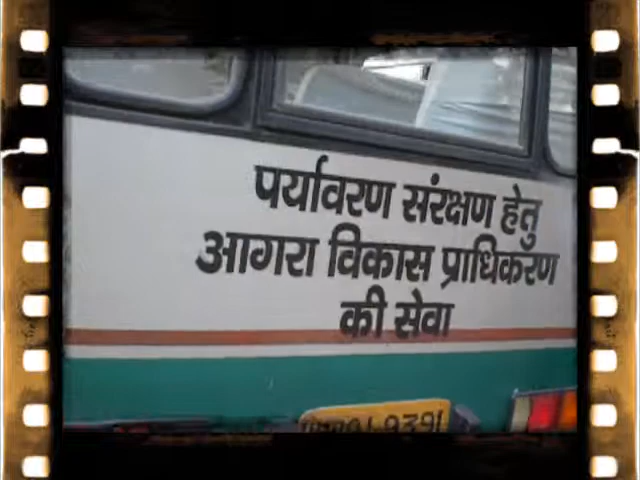 पर्यावरण संरक्षण हेतु
आगरा विकास प्राधिकरण
की सेवा